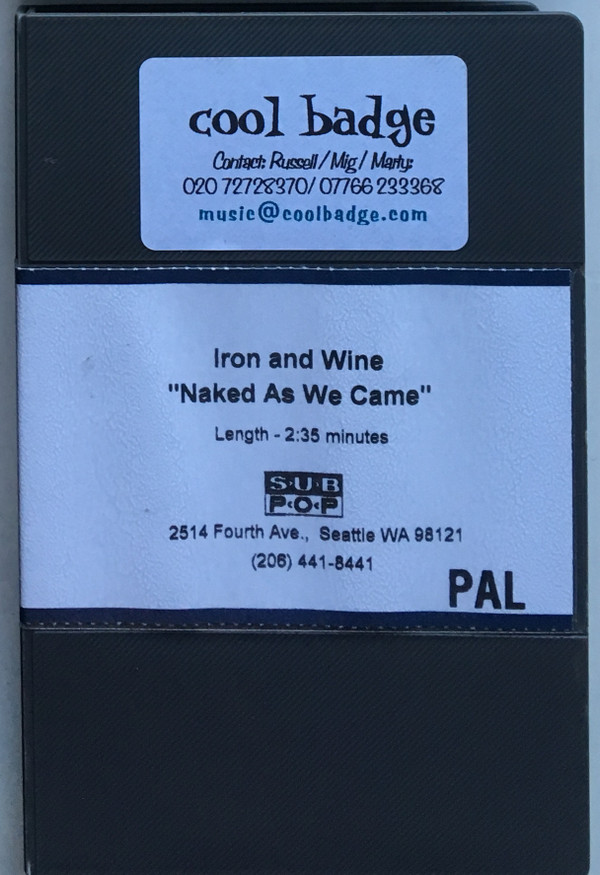 cool badge
Contact: Russell / Mig / Marty:
020 72728370/ 07766 233368
music@coolbadge.com
Iron and Wine
"Naked As We Came"
Length - 2:35 minutes
SUB
POP
2514 Fourth Ave., Seattle WA 98121
(206) 441-8441
PAL